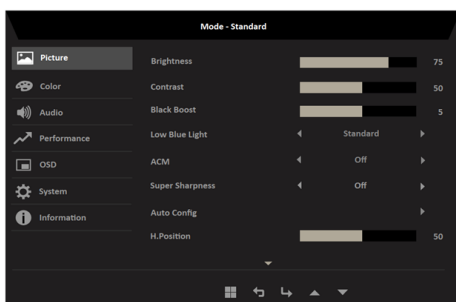 Mode - Standard
Picture
Color
Audio
Performance
OSD
System
Information
Brightness 75
Contrast 50
Black Boost 5
Low Blue Light Standard
ACM Off
Super Sharpness Off
Auto Config
H.Position 50